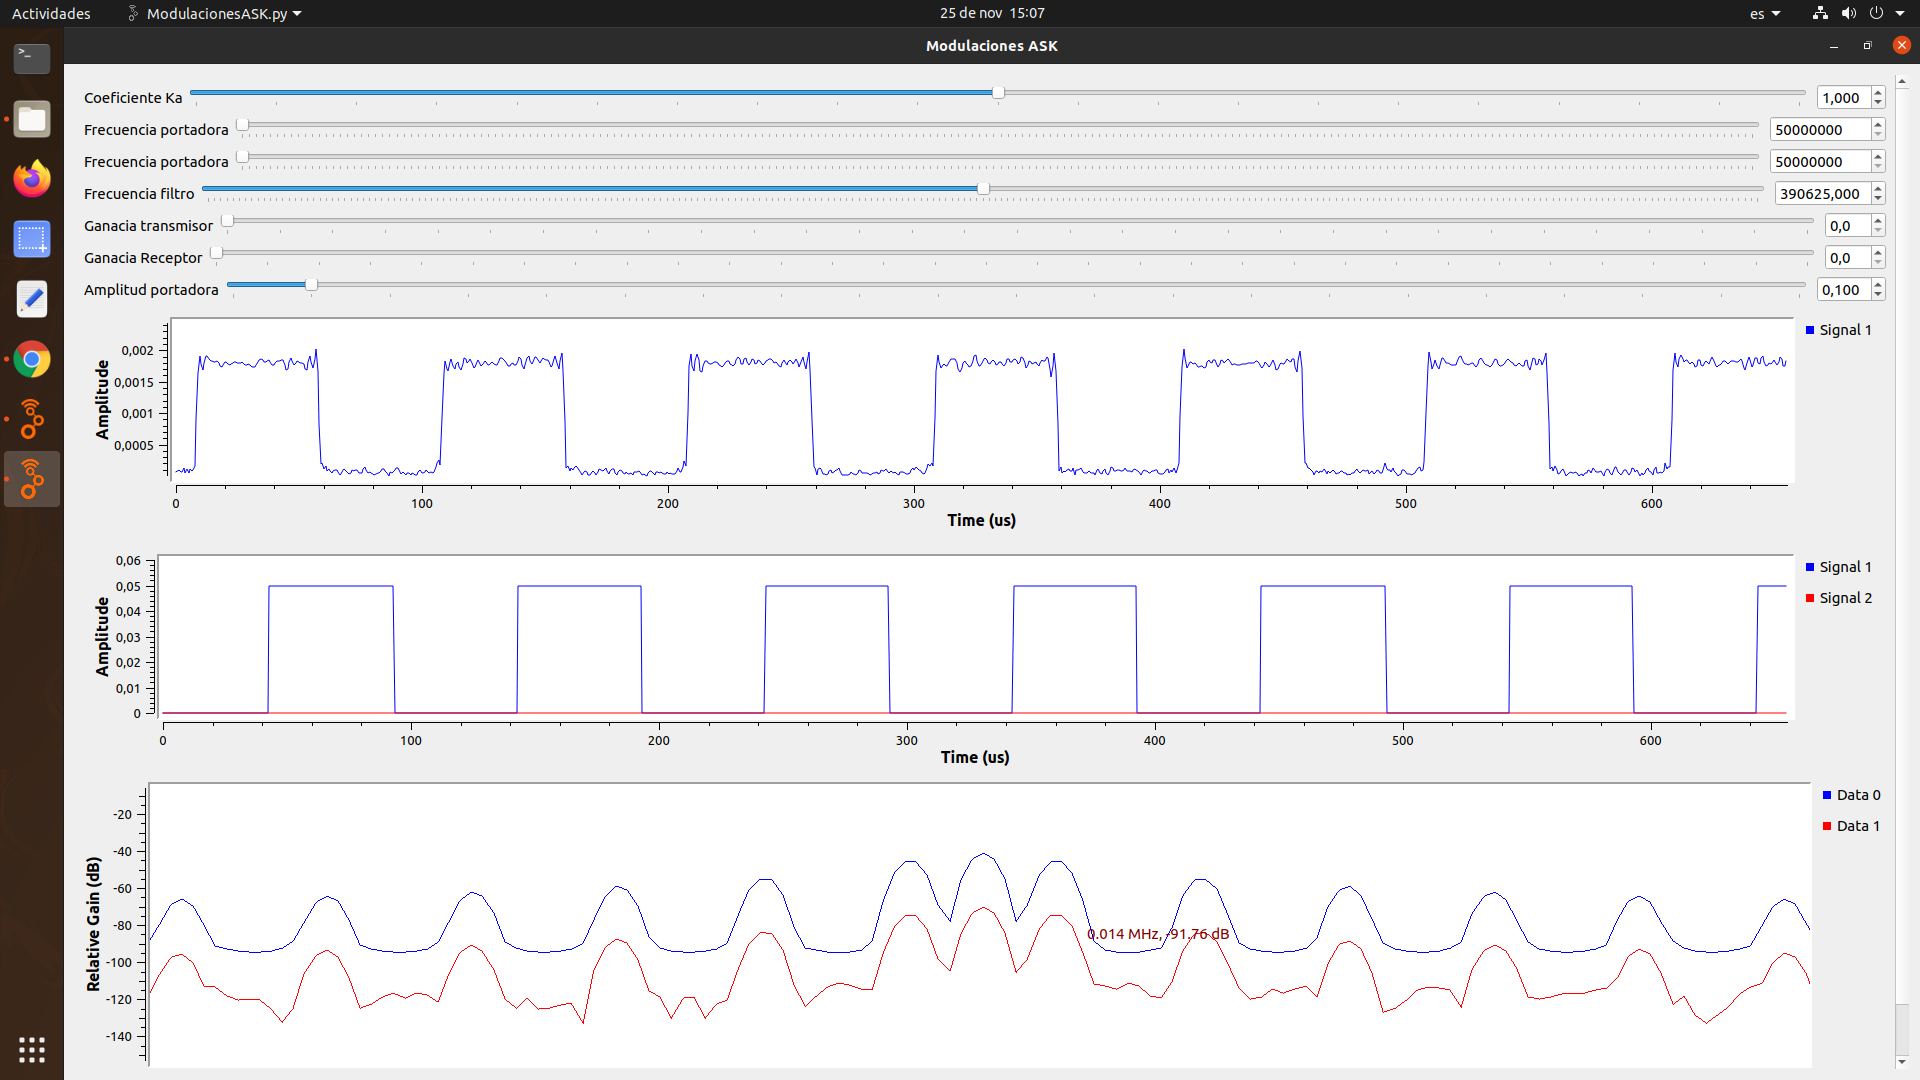 Actividades
ModulacionesASK.py
25 de nov 15:07
es
Modulaciones ASK
Coeficiente Ka
1,000
Frecuencia portadora
50000000
Frecuencia portadora
50000000
Frecuencia filtro
390625,000
Ganacia transmisor
0,0
Ganacia Receptor
0,0
Amplitud portadora
0,100
Amplitude
0,002
0,0015
0,001
0,0005
0 100 200 300 400 500 600
Time (us)
Signal 1
Amplitude
0,06
0,05
0,04
0,03
0,02
0,01
0
0 100 200 300 400 500 600
Time (us)
Signal 1
Signal 2
Relative Gain (dB)
-20
-40
-60
-80
-100
-120
-140
0.014 MHz, -91.76 dB
Data 0
Data 1